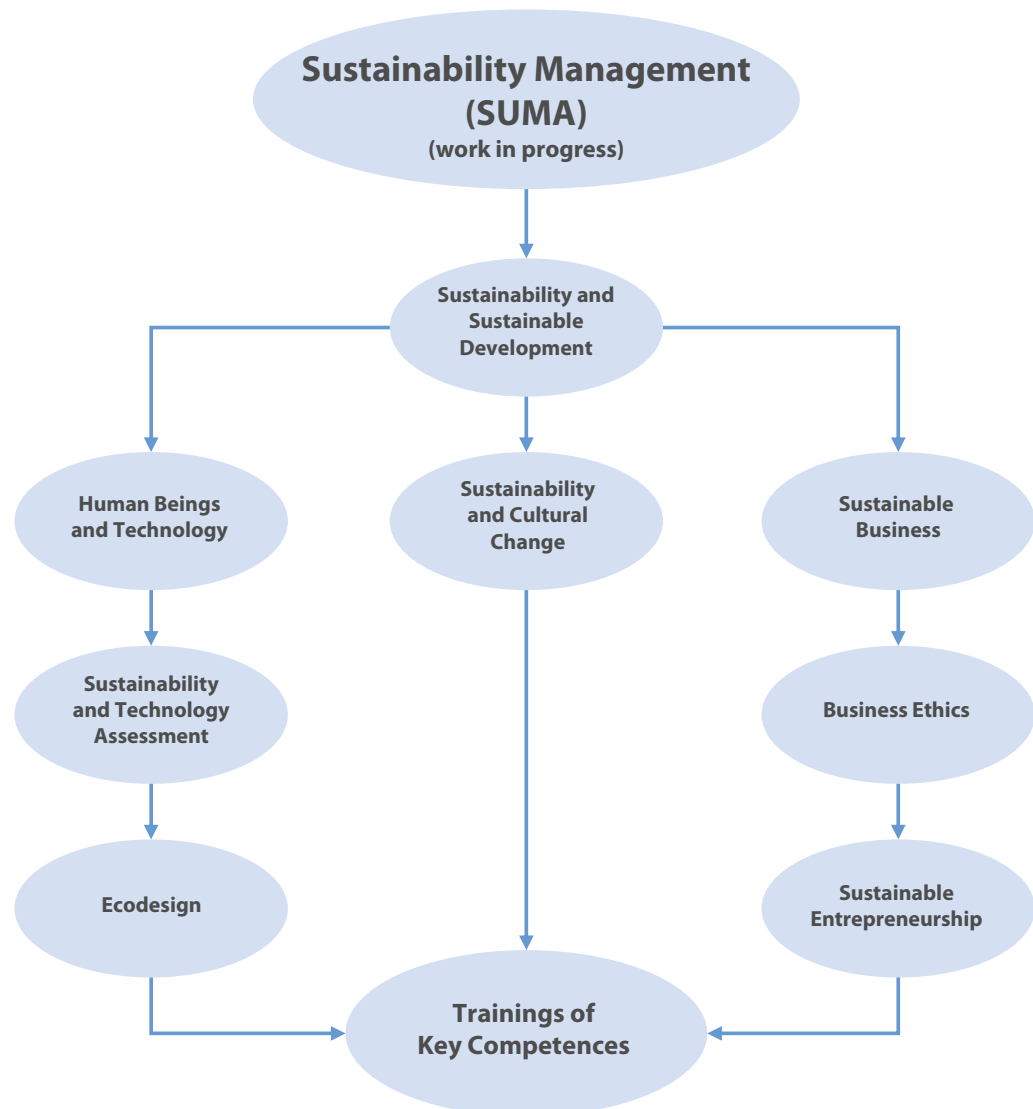 Sustainability Management
(SUMA)
(work in progress)
Sustainability and
Sustainable
Development
Human Beings
and Technology
Sustainability
and Cultural
Change
Sustainable
Business
Sustainability
and Technology
Assessment
Business Ethics
Ecodesign
Sustainable
Entrepreneurship
Trainings of
Key Competences